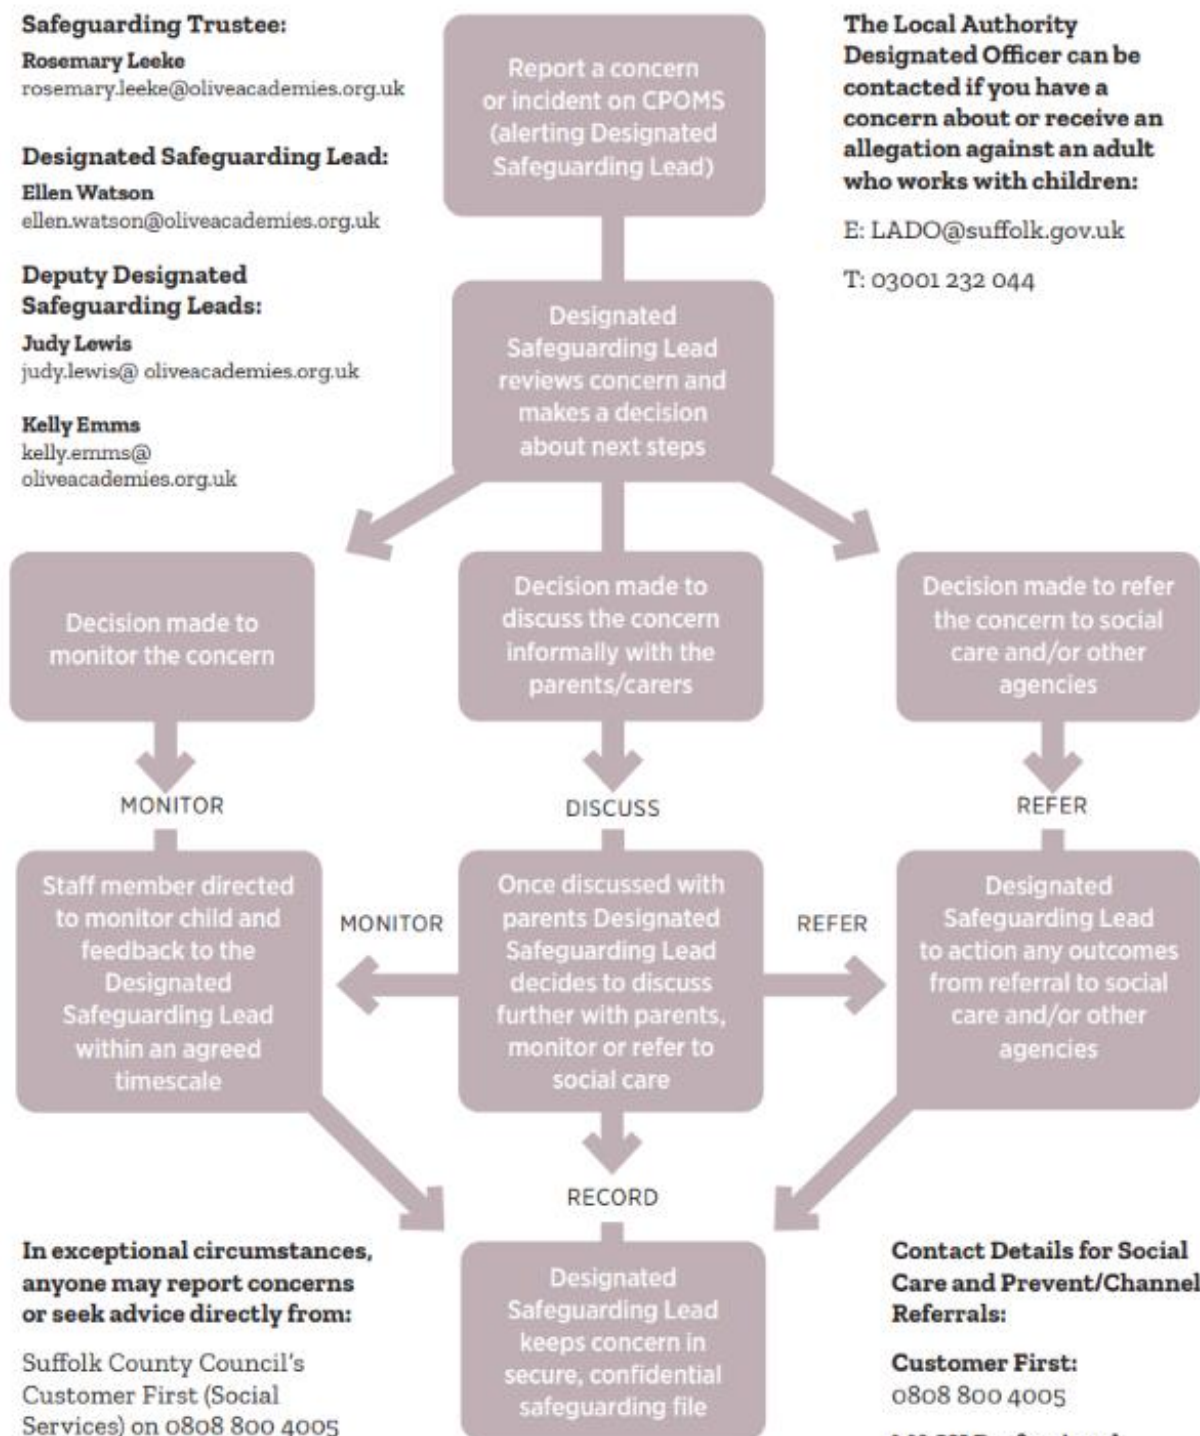 Safeguarding Trustee:
Rosemary Leeke
rosemary.leeke@oliveacademies.org.uk
Designated Safeguarding Lead:
Ellen Watson
ellen.watson@oliveacademies.org.uk
Deputy Designated
Safeguarding Leads:
Judy Lewis
judy.lewis@ oliveacademies.org.uk
Kelly Emms
kelly.emms@
oliveacademies.org.uk
Report a concern
or incident on CPOMS
(alerting Designated
Safeguarding Lead)
The Local Authority
Designated Officer can be
contacted if you have a
concern about or receive an
allegation against an adult
who works with children:
E: LADO@suffolk.gov.uk
T: 03001 232 044
Designated
Safeguarding Lead
reviews concern and
makes a decision
about next steps
Decision made to
monitor the concern
Decision made to
discuss the concern
informally with the
parents/carers
Decision made to refer
the concern to social
care and/or other
agencies
MONITOR
DISCUSS
REFER
Staff member directed
to monitor child and
feedback to the
Designated
Safeguarding Lead
within an agreed
timescale
MONITOR
Once discussed with
parents Designated
Safeguarding Lead
decides to discuss
further with parents,
monitor or refer to
social care
REFER
Designated
Safeguarding Lead
to action any outcomes
from referral to social
care and/or other
agencies
RECORD
In exceptional circumstances,
anyone may report concerns
or seek advice directly from:
Suffolk County Council's
Customer First (Social
Services) on 0808 800 4005
Designated
Safeguarding Lead
keeps concern in
secure, confidential
safeguarding file
Contact Details for Social
Care and Prevent/Channel
Referrals:
Customer First:
0808 800 4005